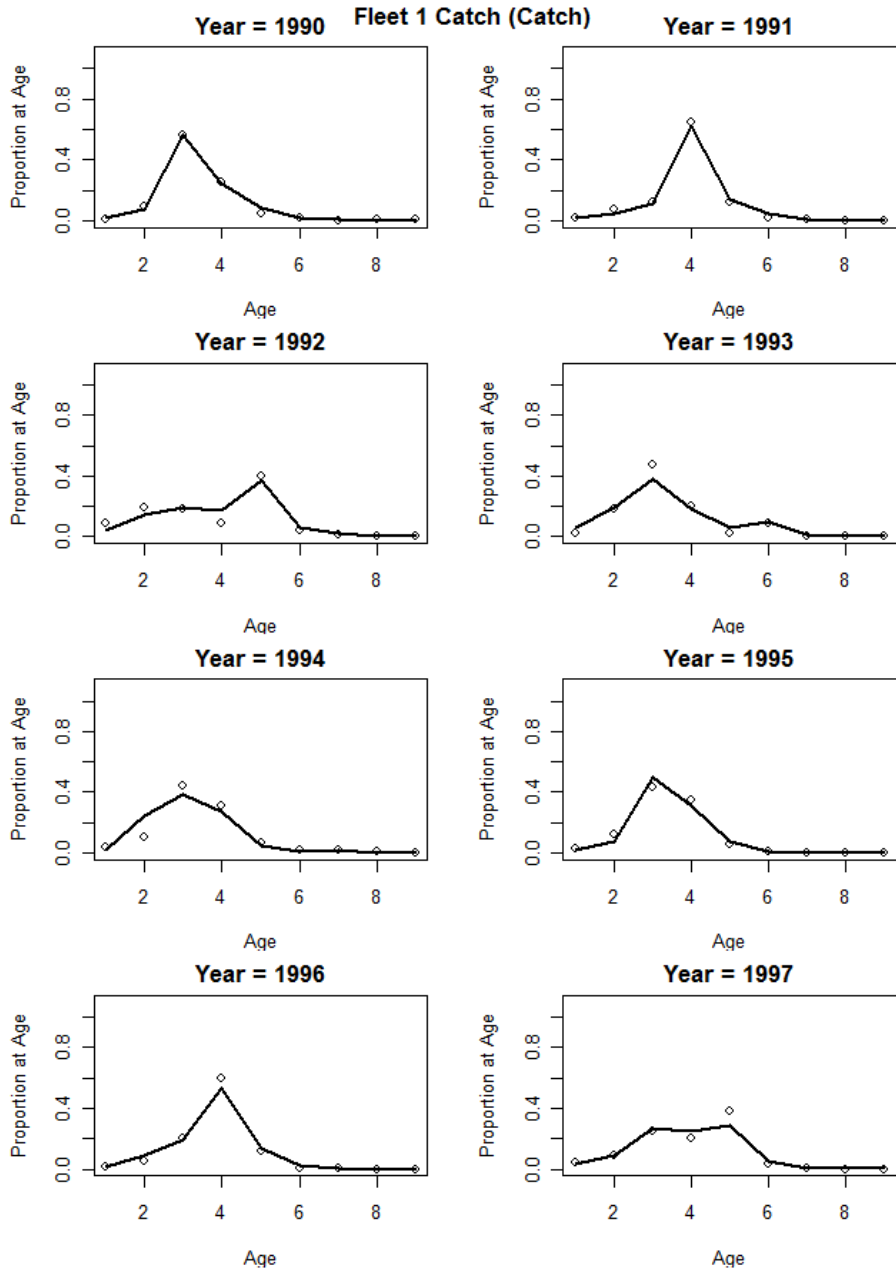 Fleet 1 Catch (Catch)
Year = 1990
Year = 1991
Proportion at Age
0.0 0.4 0.8
2 4 6 8
Age
Proportion at Age
0.0 0.4 0.8
2 4 6 8
Age
Year = 1992
Year = 1993
Proportion at Age
0.0 0.4 0.8
2 4 6 8
Age
Proportion at Age
0.0 0.4 0.8
2 4 6 8
Age
Year = 1994
Year = 1995
Proportion at Age
0.0 0.4 0.8
2 4 6 8
Age
Proportion at Age
0.0 0.4 0.8
2 4 6 8
Age
Year = 1996
Year = 1997
Proportion at Age
0.0 0.4 0.8
2 4 6 8
Age
Proportion at Age
0.0 0.4 0.8
2 4 6 8
Age